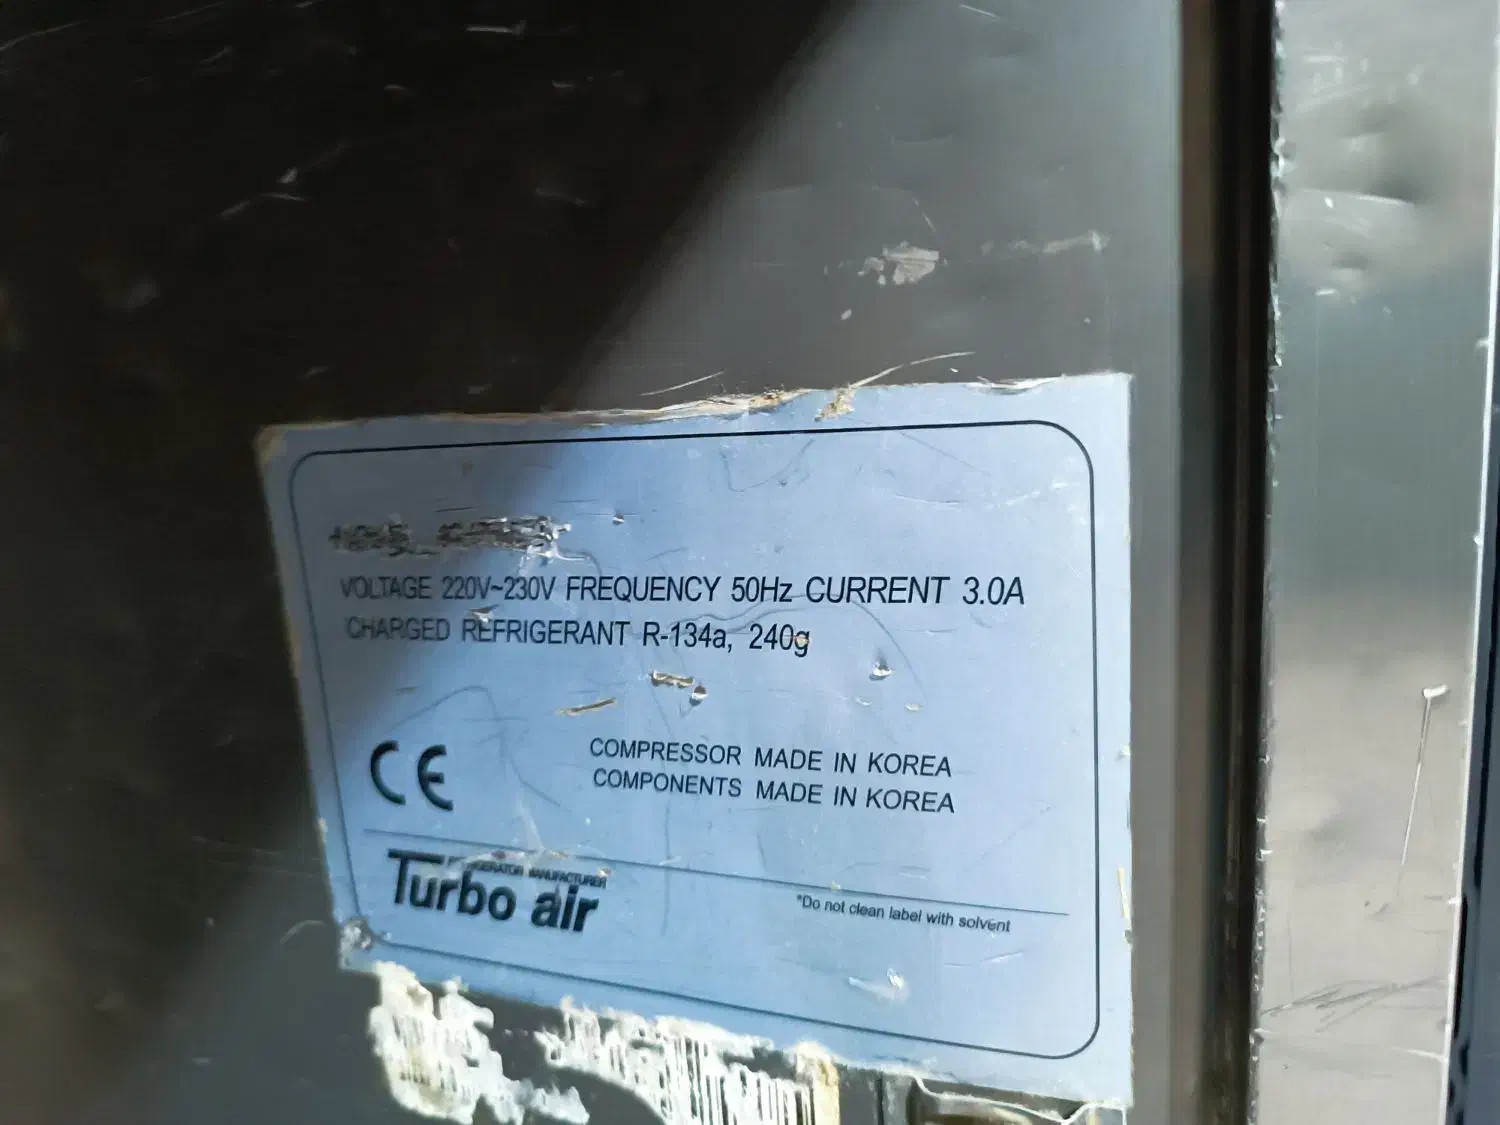 VOLTAGE 220V~230V FREQUENCY 50Hz CURRENT 3.0A
CHARGED REFRIGERANT R-134a, 240g
CE
COMPRESSOR MADE IN KOREA
COMPONENTS MADE IN KOREA
MANUFACTURER
Turbo air
*Do not clean label with solvent